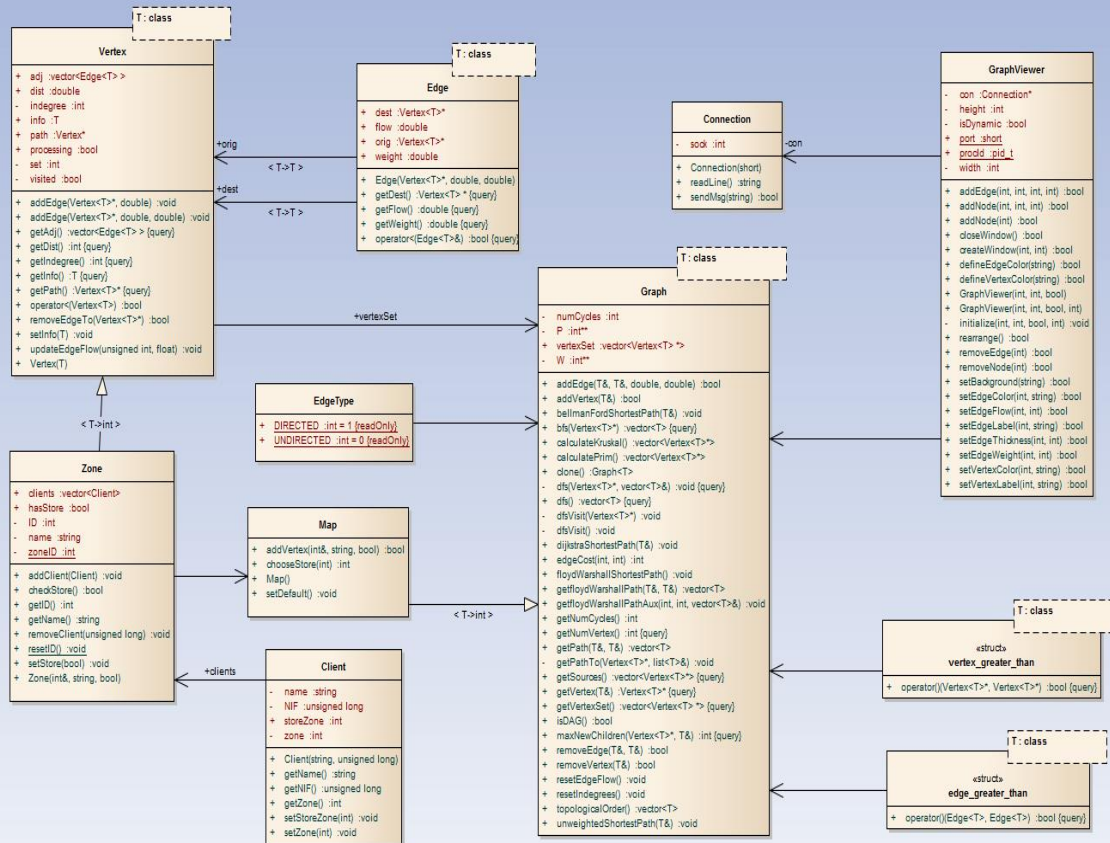 T : class
Vertex
+ adj :vector<Edge<T> >
+ dist :double
- indegree :int
+ info :T
+ path :Vertex*
+ processing :bool
- set :int
- visited :bool
+ addEdge(Vertex<T>*, double) :void
+ addEdge(Vertex<T>*, double, double) :void
+ getAdj() :vector<Edge<T> > {query}
+ getDist() :int {query}
+ getIndegree() :int {query}
+ getInfo() :T {query}
+ getPath() :Vertex<T>* {query}
+ operator<(Vertex<T>) :bool
+ removeEdgeTo(Vertex<T>*) :bool
+ setInfo(T) :void
+ updateEdgeFlow(unsigned int, float) :void
+ Vertex(T)
T : class
Edge
+ dest :Vertex<T>*
+ flow :double
+ orig :Vertex<T>*
+ weight :double
+ Edge(Vertex<T>*, double, double)
+ getDest() :Vertex<T> * {query}
+ getFlow() :double {query}
+ getWeight() :double {query}
+ operator<(Edge<T>&) :bool {query}
+orig
< T->T >
+dest
< T->T >
Connection
- sock :int
+ Connection(short)
+ readLine() :string
+ sendMsg(string) :bool
-con
GraphViewer
- con :Connection*
- height :int
- isDynamic :bool
+ port :short
+ procId :pid_t
- width :int
+ addEdge(int, int, int, int) :bool
+ addNode(int, int, int) :bool
+ addNode(int) :bool
+ closeWindow() :bool
+ createWindow(int, int) :bool
+ defineEdgeColor(string) :bool
+ defineVertexColor(string) :bool
+ GraphViewer(int, int, bool)
+ GraphViewer(int, int, bool, int)
- initialize(int, int, bool, int) :void
+ rearrange() :bool
+ removeEdge(int) :bool
+ removeNode(int) :bool
+ setBackground(string) :bool
+ setEdgeColor(int, string) :bool
+ setEdgeFlow(int, int) :bool
+ setEdgeLabel(int, string) :bool
+ setEdgeThickness(int, int) :bool
+ setEdgeWeight(int, int) :bool
+ setVertexColor(int, string) :bool
+ setVertexLabel(int, string) :bool
T : class
Graph
- numCycles :int
- P :int**
+ vertexSet :vector<Vertex<T> *>
- W :int**
+ addEdge(T&, T&, double, double) :bool
+ addVertex(T&) :bool
+ bellmanFordShortestPath(T&) :void
+ bfs(Vertex<T>*) :vector<T> {query}
+ calculateKruskal() :vector<Vertex<T>*>
+ calculatePrim() :vector<Vertex<T>*>
+ clone() :Graph<T>
- dfs(Vertex<T>*, vector<T>&) :void {query}
+ dfs() :vector<T> {query}
- dfsVisit(Vertex<T>*) :void
- dfsVisit() :void
+ dijkstraShortestPath(T&) :void
+ edgeCost(int, int) :int
+ floydWarshallShortestPath() :void
+ getfloydWarshallPath(T&, T&) :vector<T>
+ getfloydWarshallPathAux(int, int, vector<T>&) :void
+ getNumCycles() :int
+ getNumVertex() :int {query}
+ getPath(T&, T&) :vector<T>
- getPathTo(Vertex<T>*, list<T>&) :void
+ getSources() :vector<Vertex<T>*> {query}
+ getVertex(T&) :Vertex<T>* {query}
+ getVertexSet() :vector<Vertex<T> *> {query}
+ isDAG() :bool
+ maxNewChildren(Vertex<T>*, T&) :int {query}
+ removeEdge(T&, T&) :bool
+ removeVertex(T&) :bool
+ resetEdgeFlow() :void
+ resetIndegrees() :void
+ topologicalOrder() :vector<T>
+ unweightedShortestPath(T&) :void
+vertexSet
EdgeType
+ DIRECTED :int = 1 {readOnly}
+ UNDIRECTED :int = 0 {readOnly}
< T->int >
Zone
+ clients :vector<Client>
+ hasStore :bool
- ID :int
- name :string
- zoneID :int
+ addClient(Client) :void
+ checkStore() :bool
+ getID() :int
+ getName() :string
+ removeClient(unsigned long) :void
+ resetID() :void
+ setStore(bool) :void
+ Zone(int&, string, bool)
Map
+ addVertex(int&, string, bool) :bool
+ chooseStore(int) :int
+ Map()
+ setDefault() :void
< T->int >
+clients
Client
- name :string
- NIF :unsigned long
+ storeZone :int
- zone :int
+ Client(string, unsigned long)
+ getName() :string
+ getNIF() :unsigned long
+ getZone() :int
+ setStoreZone(int) :void
+ setZone(int) :void
T : class
«struct»
vertex_greater_than
+ operator()(Vertex<T>*, Vertex<T>*) :bool {query}
T : class
«struct»
edge_greater_than
+ operator()(Edge<T>, Edge<T>) :bool {query}